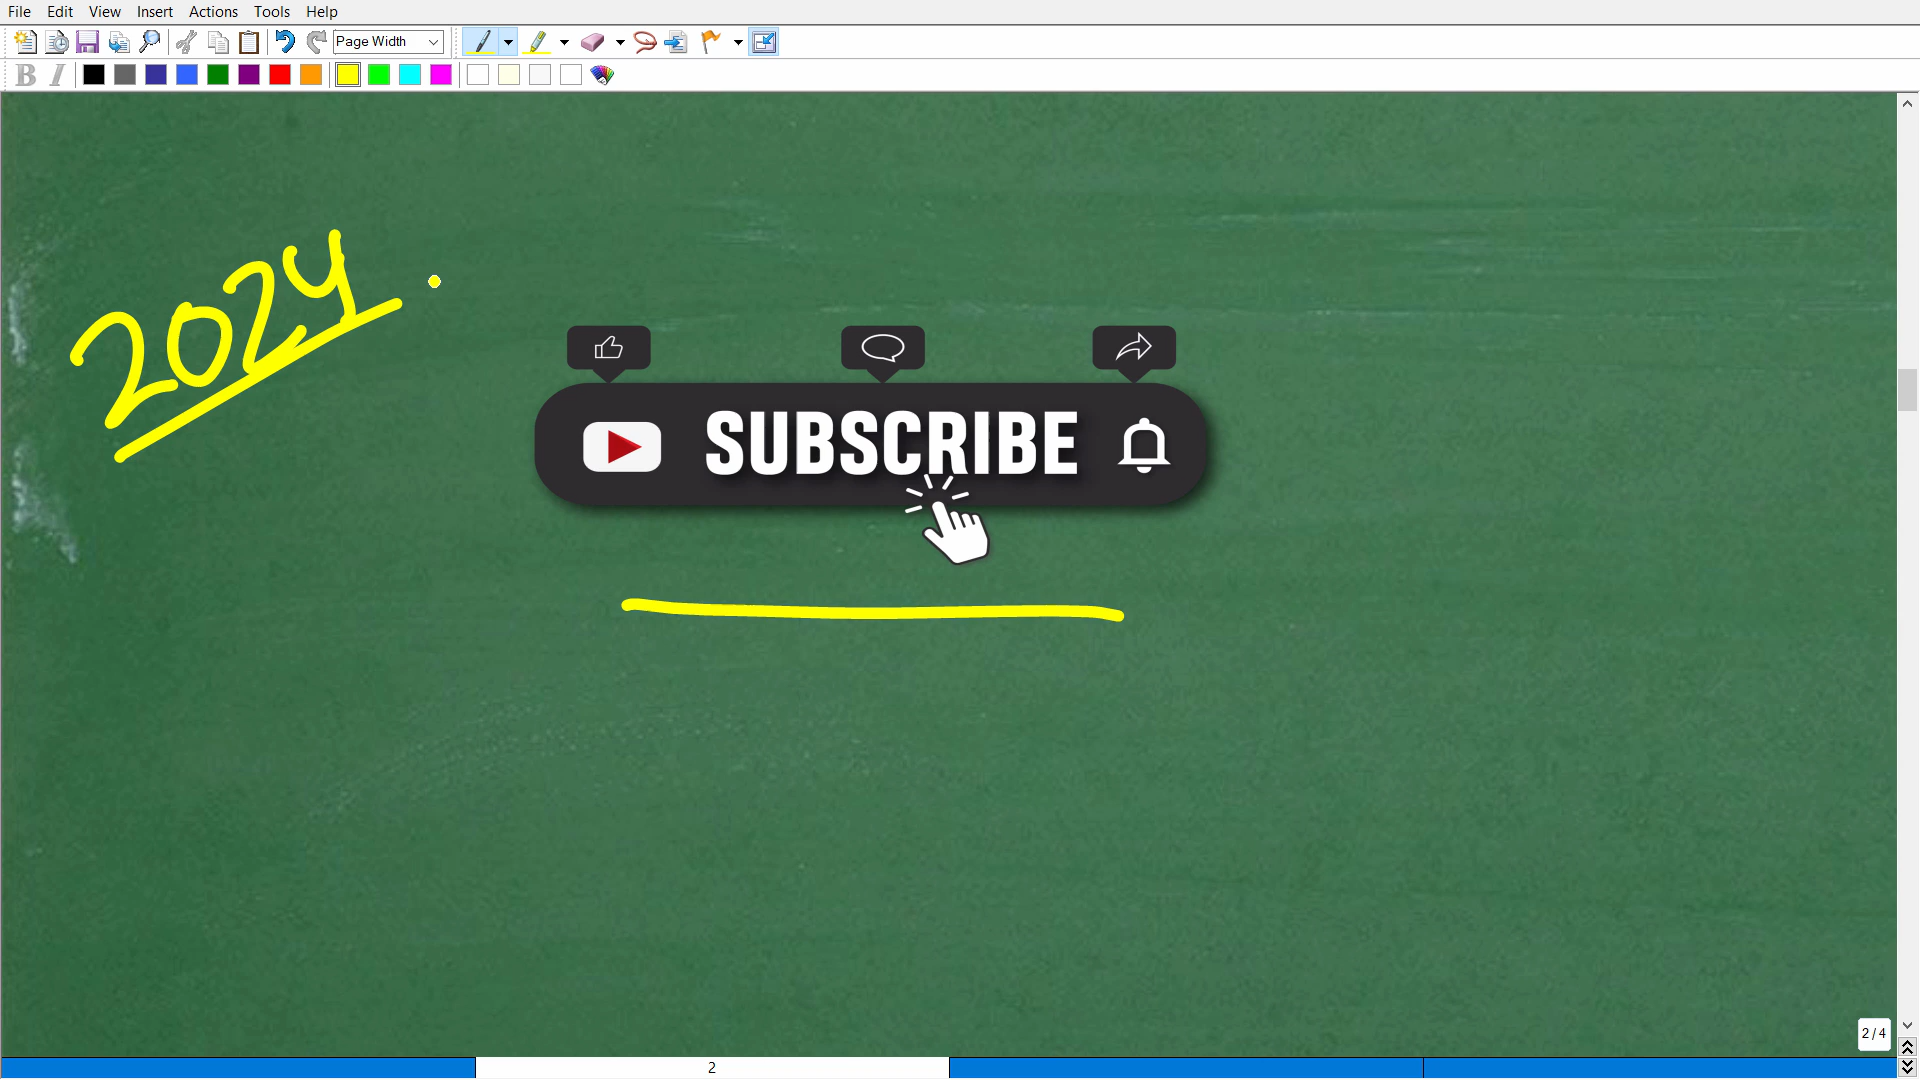 File Edit View Insert Actions Tools Help
Page Width
B I
2024
SUBSCRIBE
2 / 4
2